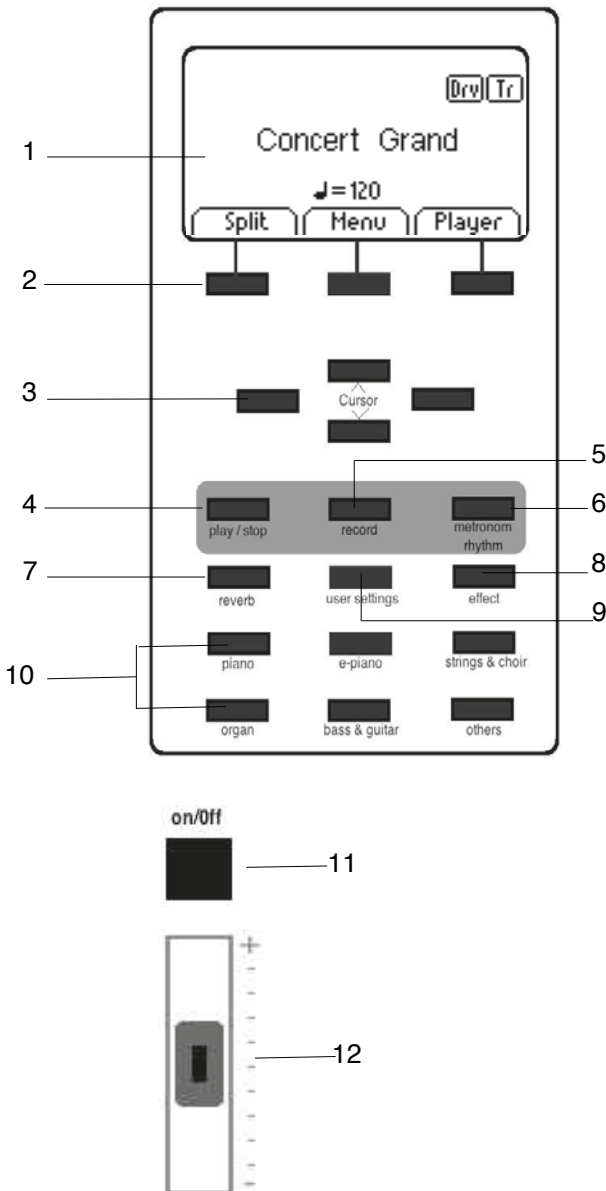 Drv Tr
1 Concert Grand
♩=120
Split Menu Player
2
3 Cursor
5
4 6
play / stop record metronom
rhythm
7 8
reverb user settings effect
9
piano e-piano strings & choir
10
organ bass & guitar others
on/0ff
11
+
12